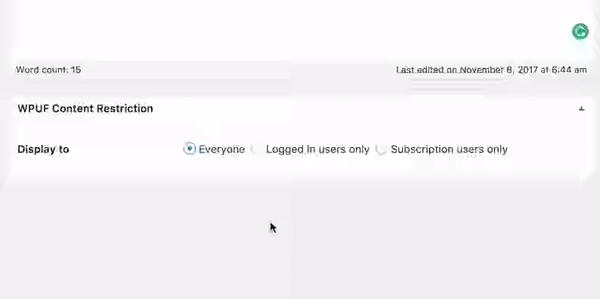 Word count: 15
Last edited on November 6, 2017 at 6:44 am
WPUF Content Restriction
Display to
Everyone Logged in users only Subscription users only